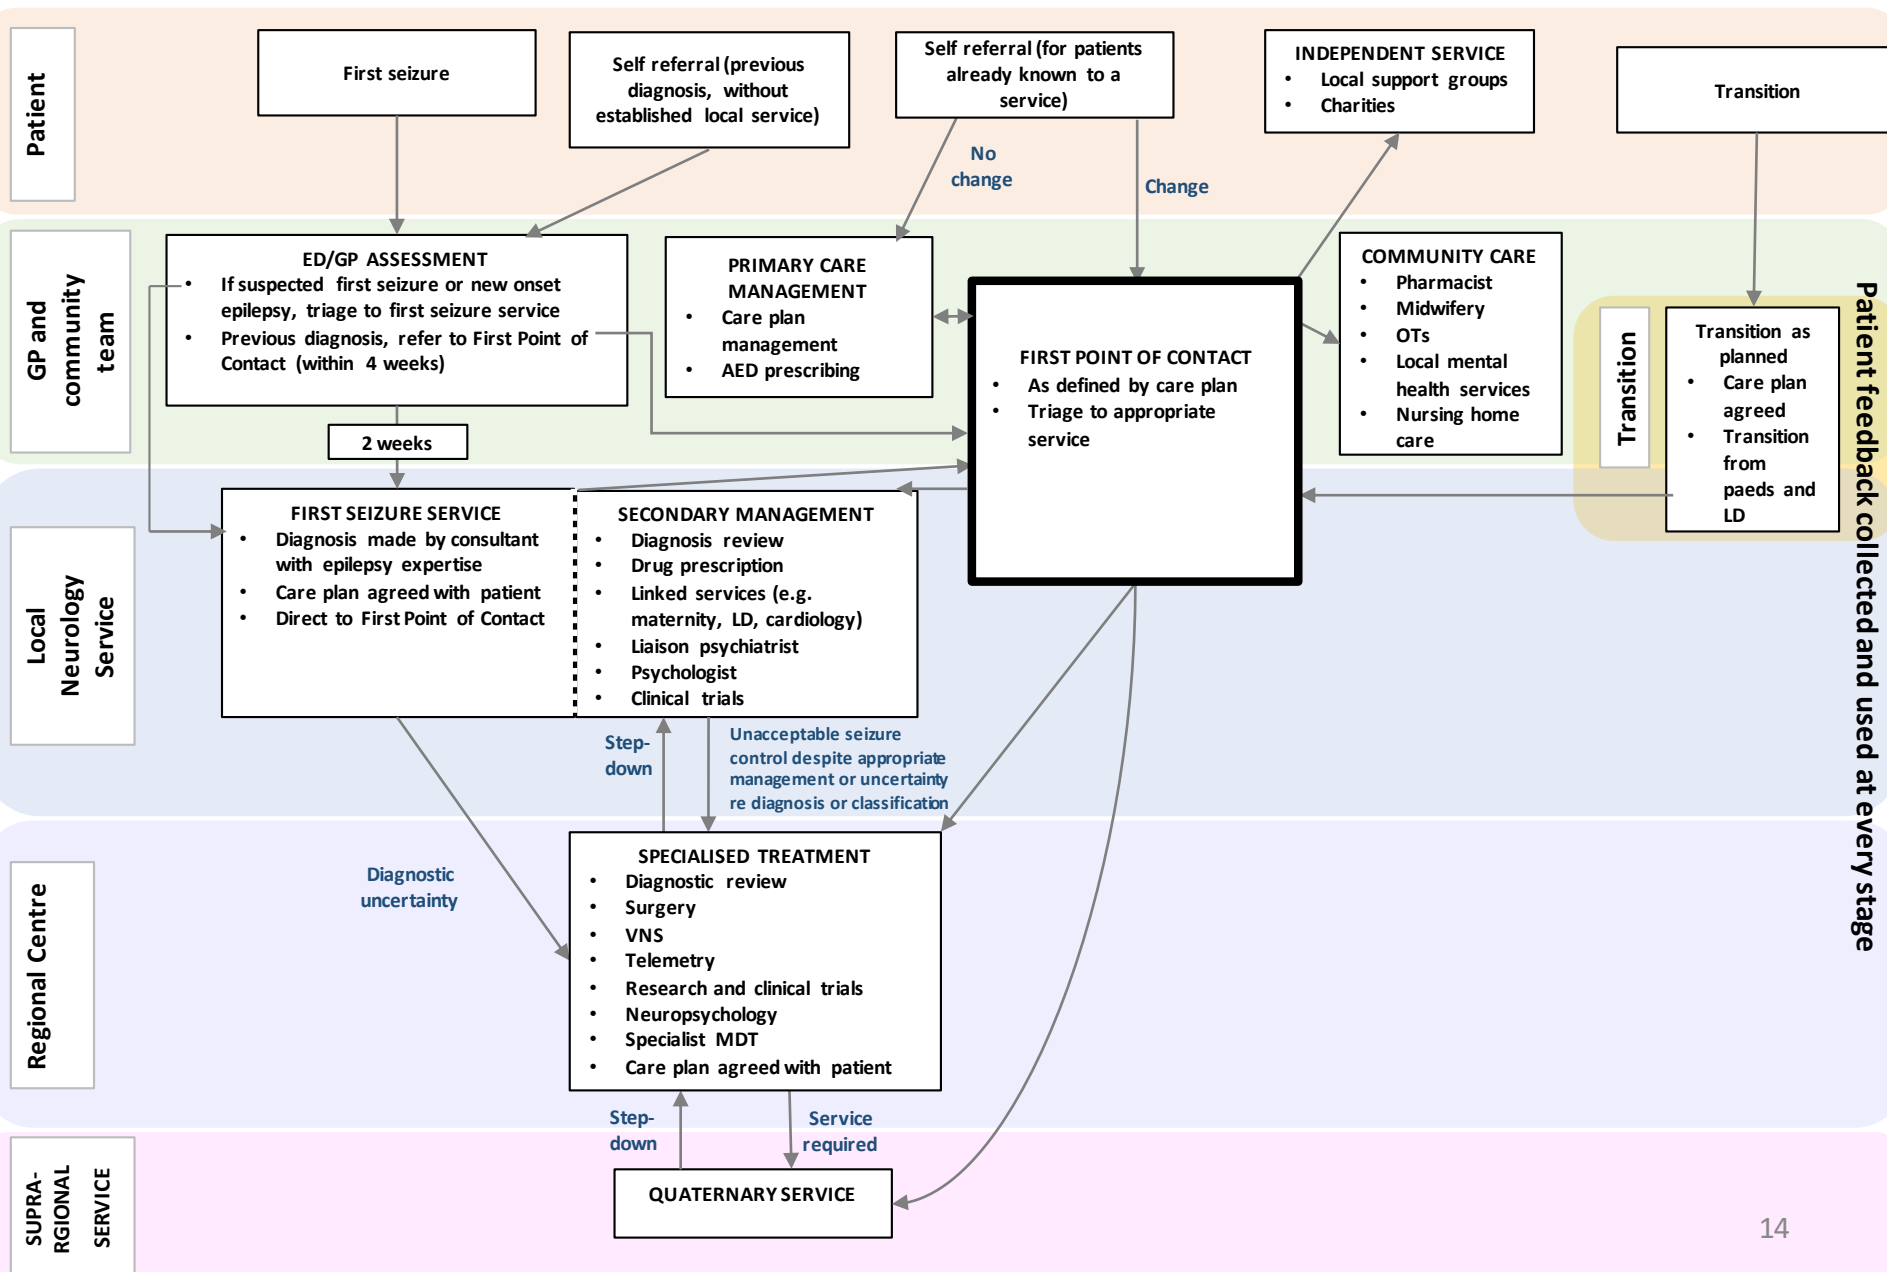 Patient
First seizure
Self referral (previous
diagnosis, without
established local service)
Self referral (for patients
already known to a
service)
INDEPENDENT SERVICE
• Local support groups
• Charities
Transition
No
change
Change
GP and
community
team
ED/GP ASSESSMENT
• If suspected first seizure or new onset
epilepsy, triage to first seizure service
• Previous diagnosis, refer to First Point of
Contact (within 4 weeks)
2 weeks
PRIMARY CARE
MANAGEMENT
• Care plan
management
• AED prescribing
FIRST POINT OF CONTACT
• As defined by care plan
• Triage to appropriate
service
COMMUNITY CARE
• Pharmacist
• Midwifery
• OTs
• Local mental
health services
• Nursing home
care
Transition
Transition as
planned
• Care plan
agreed
• Transition
from
paeds and
LD
Patient feedback collected and used at every stage
Local
Neurology
Service
FIRST SEIZURE SERVICE
• Diagnosis made by consultant
with epilepsy expertise
• Care plan agreed with patient
• Direct to First Point of Contact
SECONDARY MANAGEMENT
• Diagnosis review
• Drug prescription
• Linked services (e.g.
maternity, LD, cardiology)
• Liaison psychiatrist
• Psychologist
• Clinical trials
Step-
down
Unacceptable seizure
control despite appropriate
management or uncertainty
re diagnosis or classification
Regional Centre
Diagnostic
uncertainty
SPECIALISED TREATMENT
• Diagnostic review
• Surgery
• VNS
• Telemetry
• Research and clinical trials
• Neuropsychology
• Specialist MDT
• Care plan agreed with patient
Step-
down
Service
required
SUPRA-
RGIONAL
SERVICE
QUATERNARY SERVICE
14